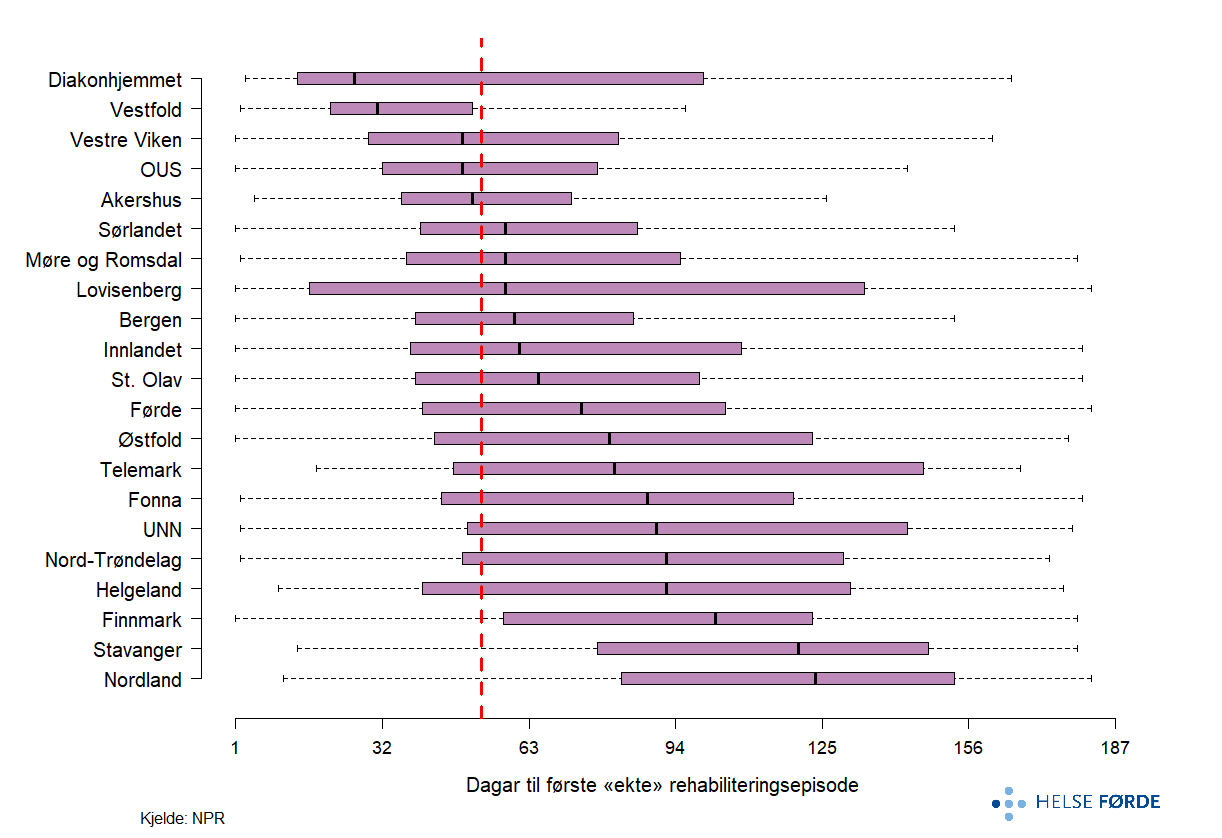 Diakonhjemmet
Vestfold
Vestre Viken
OUS
Akershus
Sørlandet
Møre og Romsdal
Lovisenberg
Bergen
Innlandet
St. Olav
Førde
Østfold
Telemark
Fonna
UNN
Nord-Trøndelag
Helgeland
Finnmark
Stavanger
Nordland
1 32 63 94 125 156 187
Dagar til første «ekte» rehabiliteringsepisode
HELSE FØRDE
Kjelde: NPR